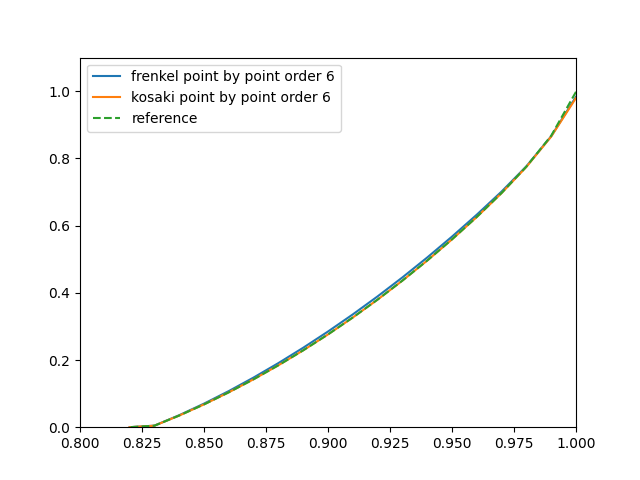 frenkel point by point order 6
kosaki point by point order 6
reference
1.0
0.8
0.6
0.4
0.2
0.0
0.800 0.825 0.850 0.875 0.900 0.925 0.950 0.975 1.000